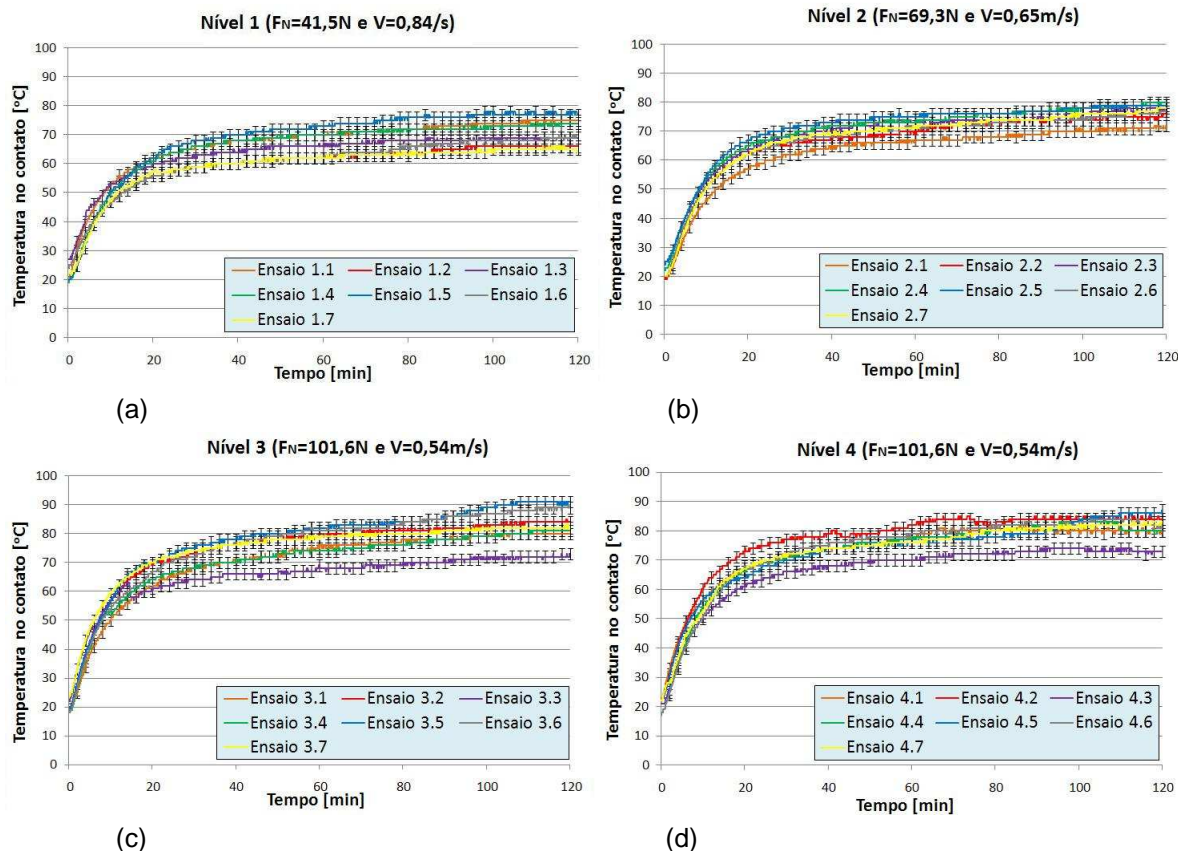 Nível 1 (FN=41,5N e V=0,84/s)
Temperatura no contato [ºC]
100
90
80
70
60
50
40
30
20
10
0
Ensaio 1.1 Ensaio 1.2 Ensaio 1.3
Ensaio 1.4 Ensaio 1.5 Ensaio 1.6
Ensaio 1.7
0 20 40 60 80 100 120
Tempo [min]
(a)
Nível 2 (FN=69,3N e V=0,65m/s)
Temperatura no contato [ºC]
100
90
80
70
60
50
40
30
20
10
0
Ensaio 2.1 Ensaio 2.2 Ensaio 2.3
Ensaio 2.4 Ensaio 2.5 Ensaio 2.6
Ensaio 2.7
0 20 40 60 80 100 120
Tempo [min]
(b)
Nível 3 (FN=101,6N e V=0,54m/s)
Temperatura no contato [ºC]
100
90
80
70
60
50
40
30
20
10
0
Ensaio 3.1 Ensaio 3.2 Ensaio 3.3
Ensaio 3.4 Ensaio 3.5 Ensaio 3.6
Ensaio 3.7
0 20 40 60 80 100 120
Tempo [min]
(c)
Nível 4 (FN=101,6N e V=0,54m/s)
Temperatura no contato [ºC]
100
90
80
70
60
50
40
30
20
10
0
Ensaio 4.1 Ensaio 4.2 Ensaio 4.3
Ensaio 4.4 Ensaio 4.5 Ensaio 4.6
Ensaio 4.7
0 20 40 60 80 100 120
Tempo [min]
(d)